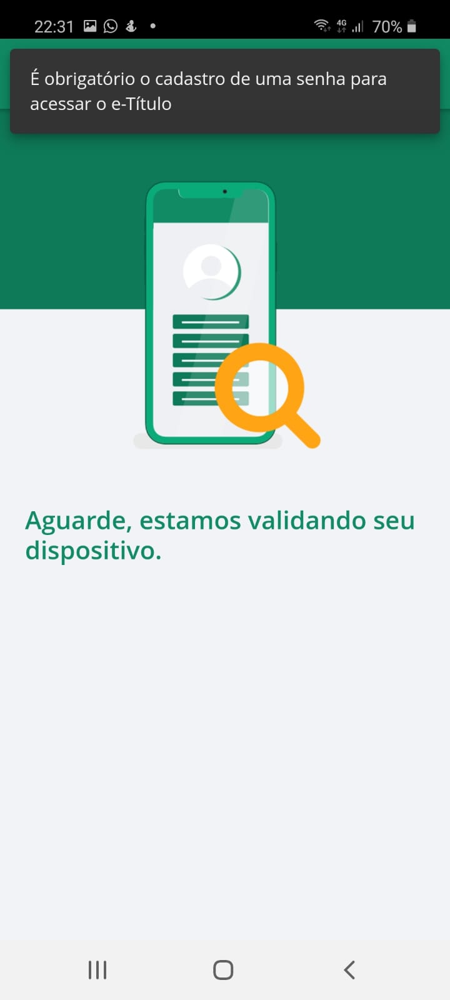 22:31
4G
70%
É obrigatório o cadastro de uma senha para
acessar o e-Título
Aguarde, estamos validando seu
dispositivo.